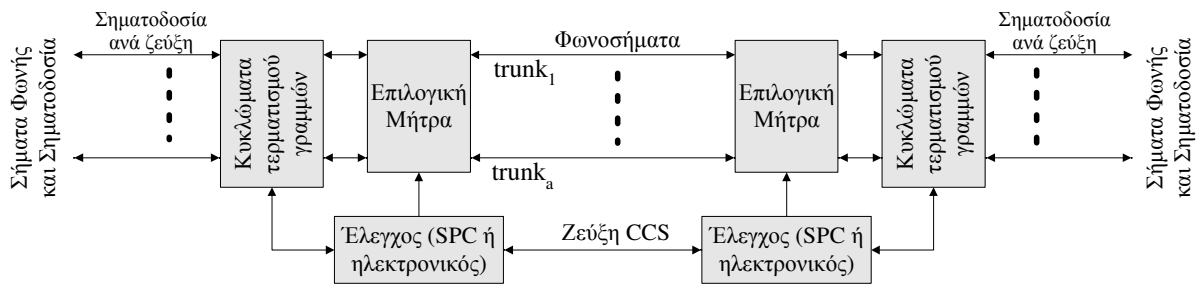 Σήματα Φωνής
και Σηματοδοσία
Σηματοδοσία
ανά ζεύξη
Κυκλώματα
τερματισμού
γραμμών
Επιλογική
Μήτρα
Φωνοσήματα
trunk1
trunka
Επιλογική
Μήτρα
Κυκλώματα
τερματισμού
γραμμών
Σηματοδοσία
ανά ζεύξη
Σήματα Φωνής
και Σηματοδοσία
Έλεγχος (SPC ή
ηλεκτρονικός)
Ζεύξη CCS
Έλεγχος (SPC ή
ηλεκτρονικός)